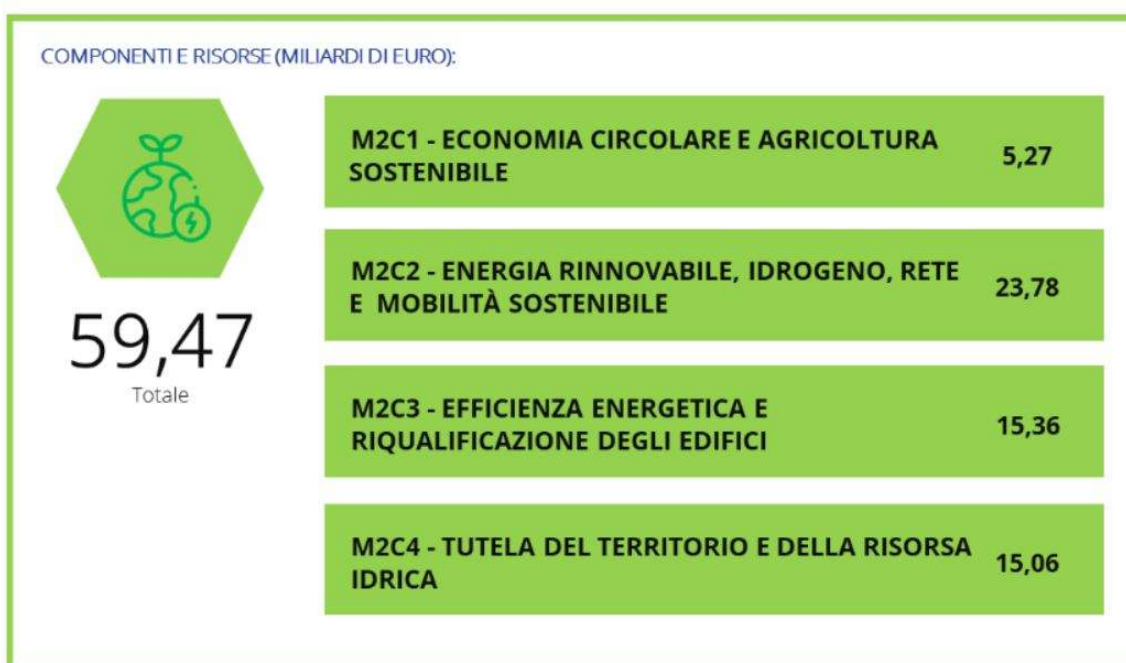 COMPONENTI E RISORSE (MILIARDI DI EURO):
M2C1 - ECONOMIA CIRCOLARE E AGRICOLTURA
SOSTENIBILE
5,27
M2C2 - ENERGIA RINNOVABILE, IDROGENO, RETE
E MOBILITÀ SOSTENIBILE
23,78
59,47
Totale
M2C3 - EFFICIENZA ENERGETICA E
RIQUALIFICAZIONE DEGLI EDIFICI
15,36
M2C4 - TUTELA DEL TERRITORIO E DELLA RISORSA
IDRICA
15,06